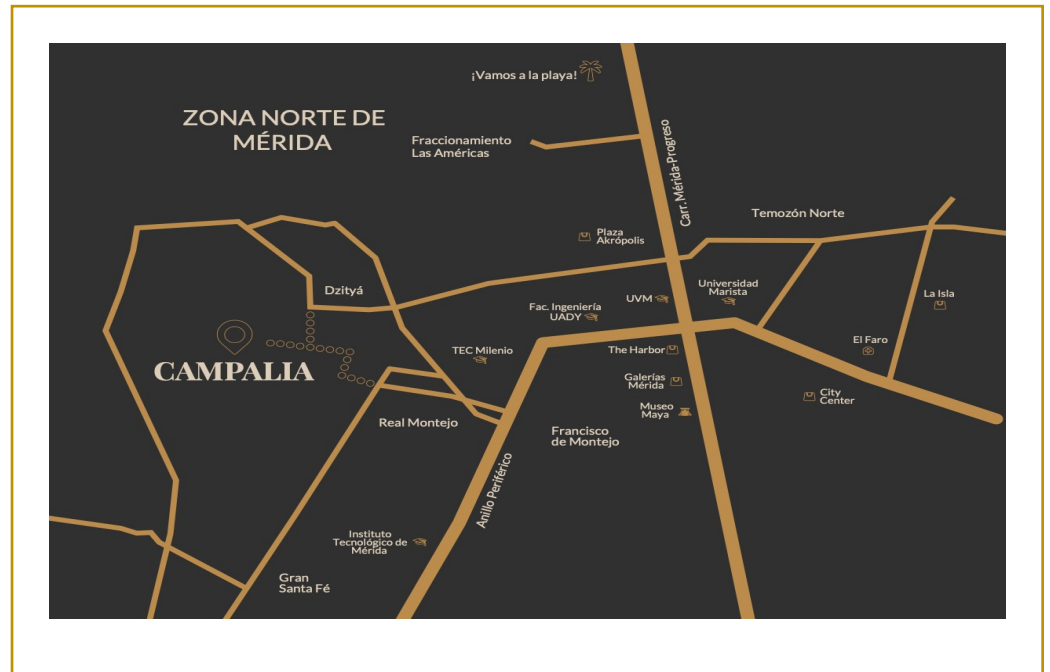 ¡Vamos a la playa!
ZONA NORTE DE
MÉRIDA
Fraccionamiento
Las Américas
Carr. Mérida-Progreso
Temozón Norte
Plaza
Akrópolis
Dzityá
Universidad
Marista
UVM
La Isla
Fac. Ingeniería
UADY
TEC Milenio
The Harbor
El Faro
CAMPALIA
Galerías
Mérida
City
Center
Museo
Maya
Real Montejo
Francisco
de Montejo
Anillo Periférico
Instituto
Tecnológico de
Mérida
Gran
Santa Fé